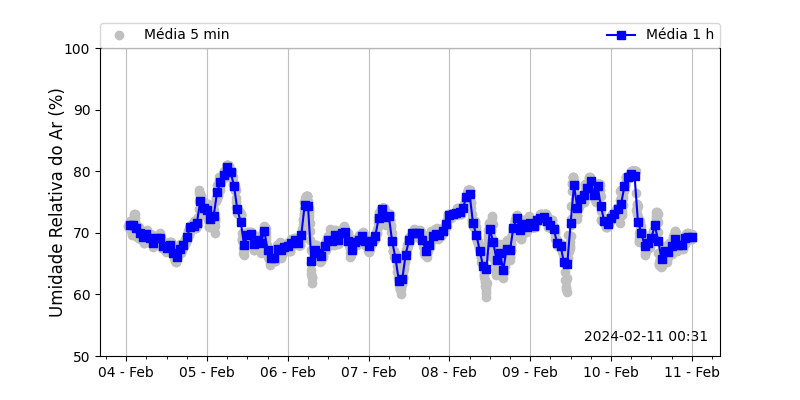 Média 5 min
Média 1 h
100
90
80
70
60
50
Umidade Relativa do Ar (%)
2024-02-11 00:31
04 - Feb
05 - Feb
06 - Feb
07 - Feb
08 - Feb
09 - Feb
10 - Feb
11 - Feb